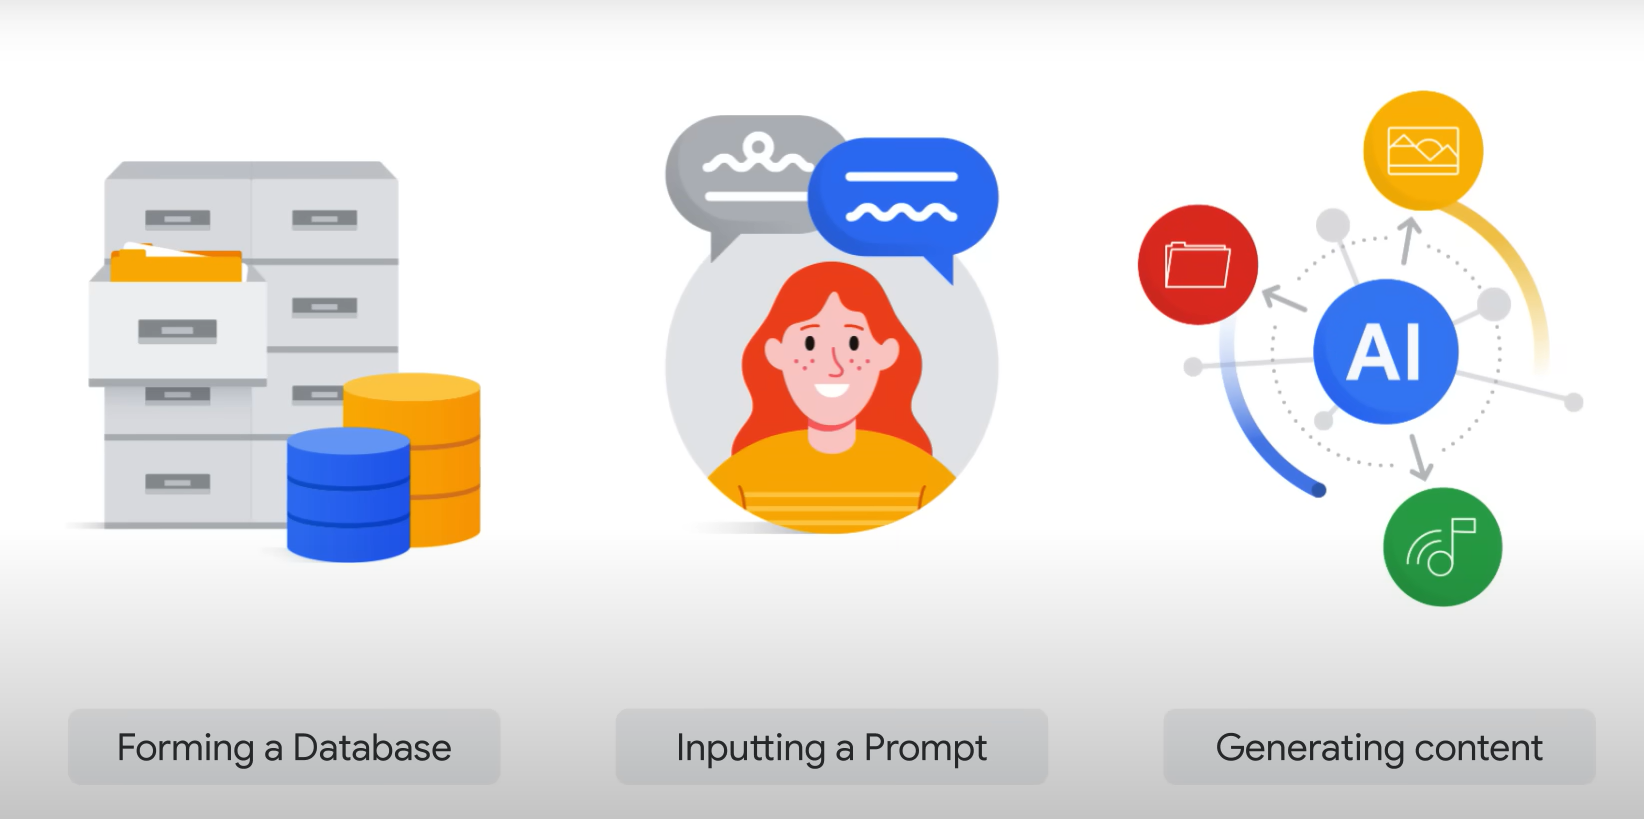 AI
Forming a Database
Inputting a Prompt
Generating content